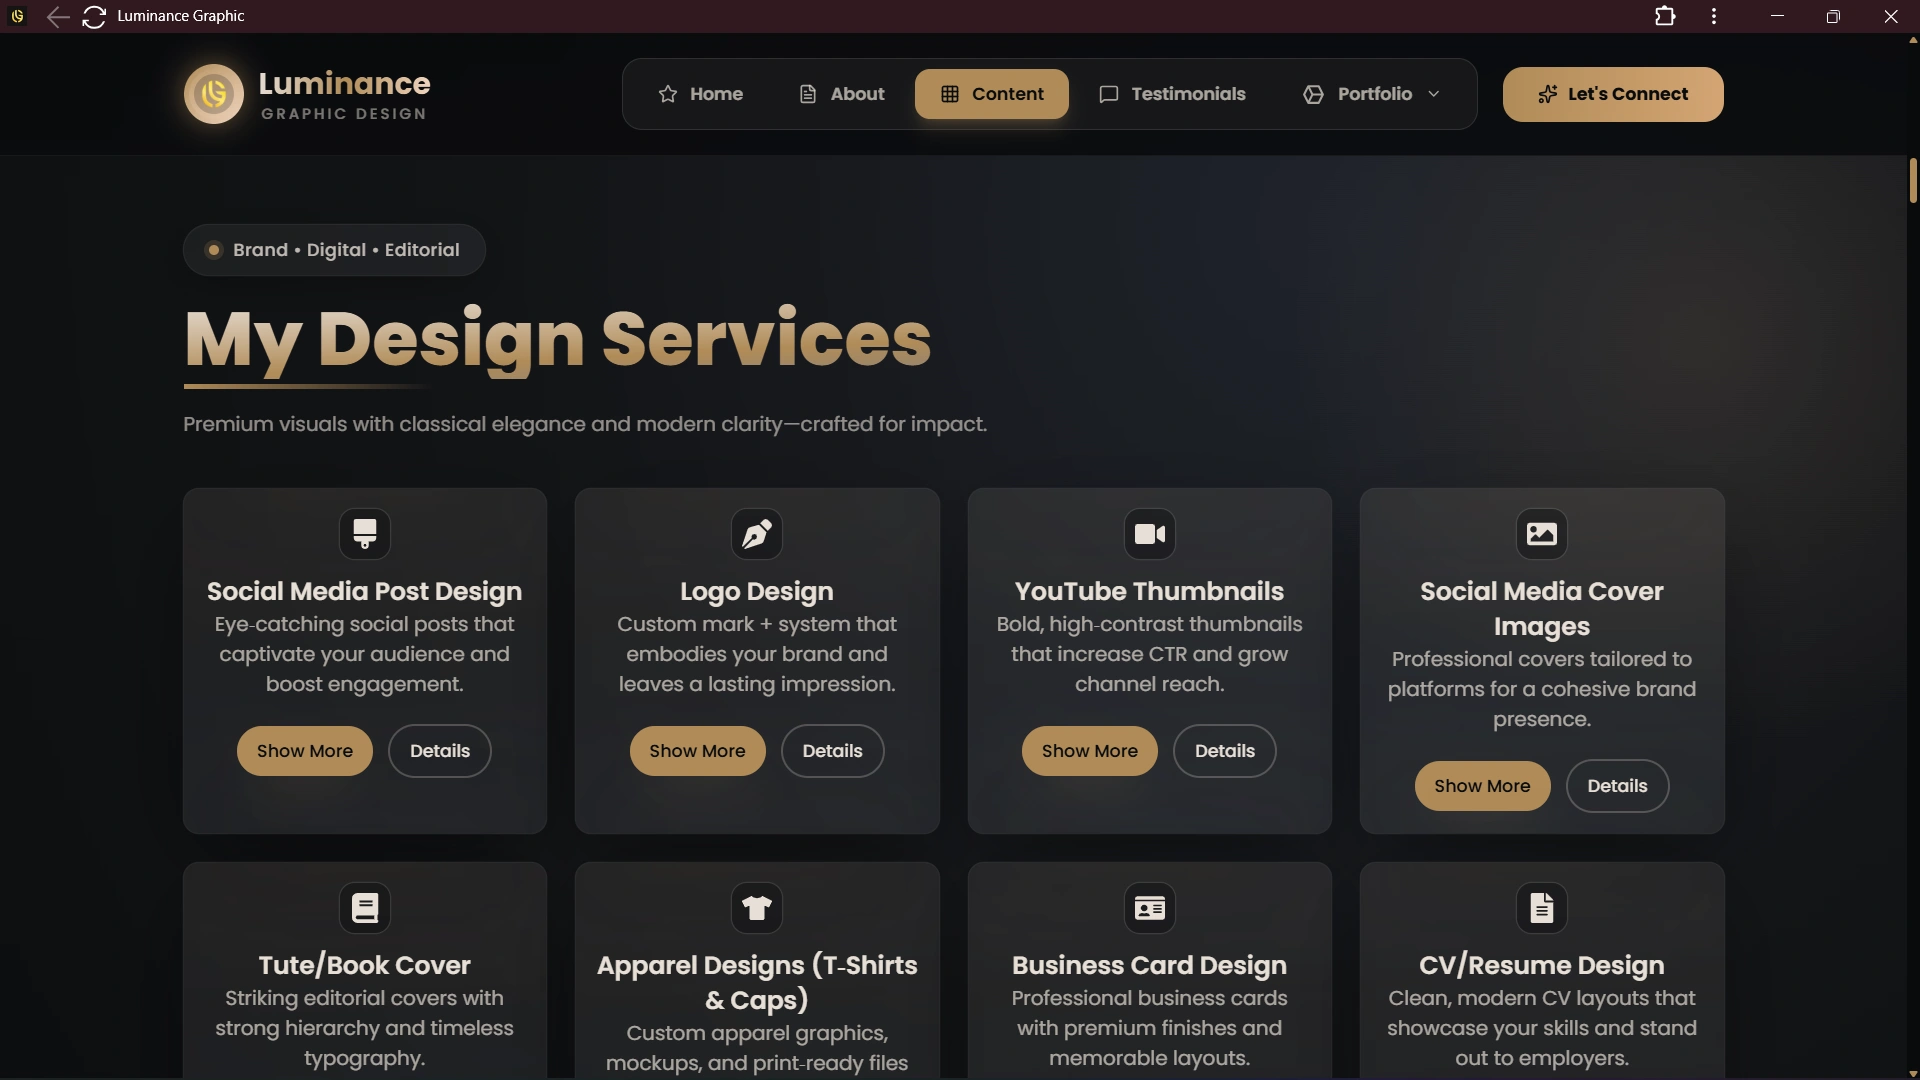 Luminance Graphic
Luminance
GRAPHIC DESIGN
Home
About
Content
Testimonials
Portfolio
Let's Connect
Brand • Digital • Editorial
My Design Services
Premium visuals with classical elegance and modern clarity—crafted for impact.
Social Media Post Design
Eye-catching social posts that
captivate your audience and
boost engagement.
Show More
Details
Logo Design
Custom mark + system that
embodies your brand and
leaves a lasting impression.
Show More
Details
YouTube Thumbnails
Bold, high-contrast thumbnails
that increase CTR and grow
channel reach.
Show More
Details
Social Media Cover
Images
Professional covers tailored to
platforms for a cohesive brand
presence.
Show More
Details
Tute/Book Cover
Striking editorial covers with
strong hierarchy and timeless
typography.
Apparel Designs (T-Shirts
& Caps)
Custom apparel graphics,
mockups, and print-ready files
Business Card Design
Professional business cards
with premium finishes and
memorable layouts.
CV/Resume Design
Clean, modern CV layouts that
showcase your skills and stand
out to employers.